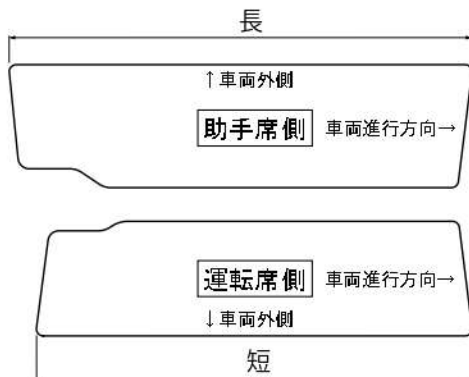 長
↑車両外側
助手席側 車両進行方向→
運転席側 車両進行方向→
↓車両外側
短